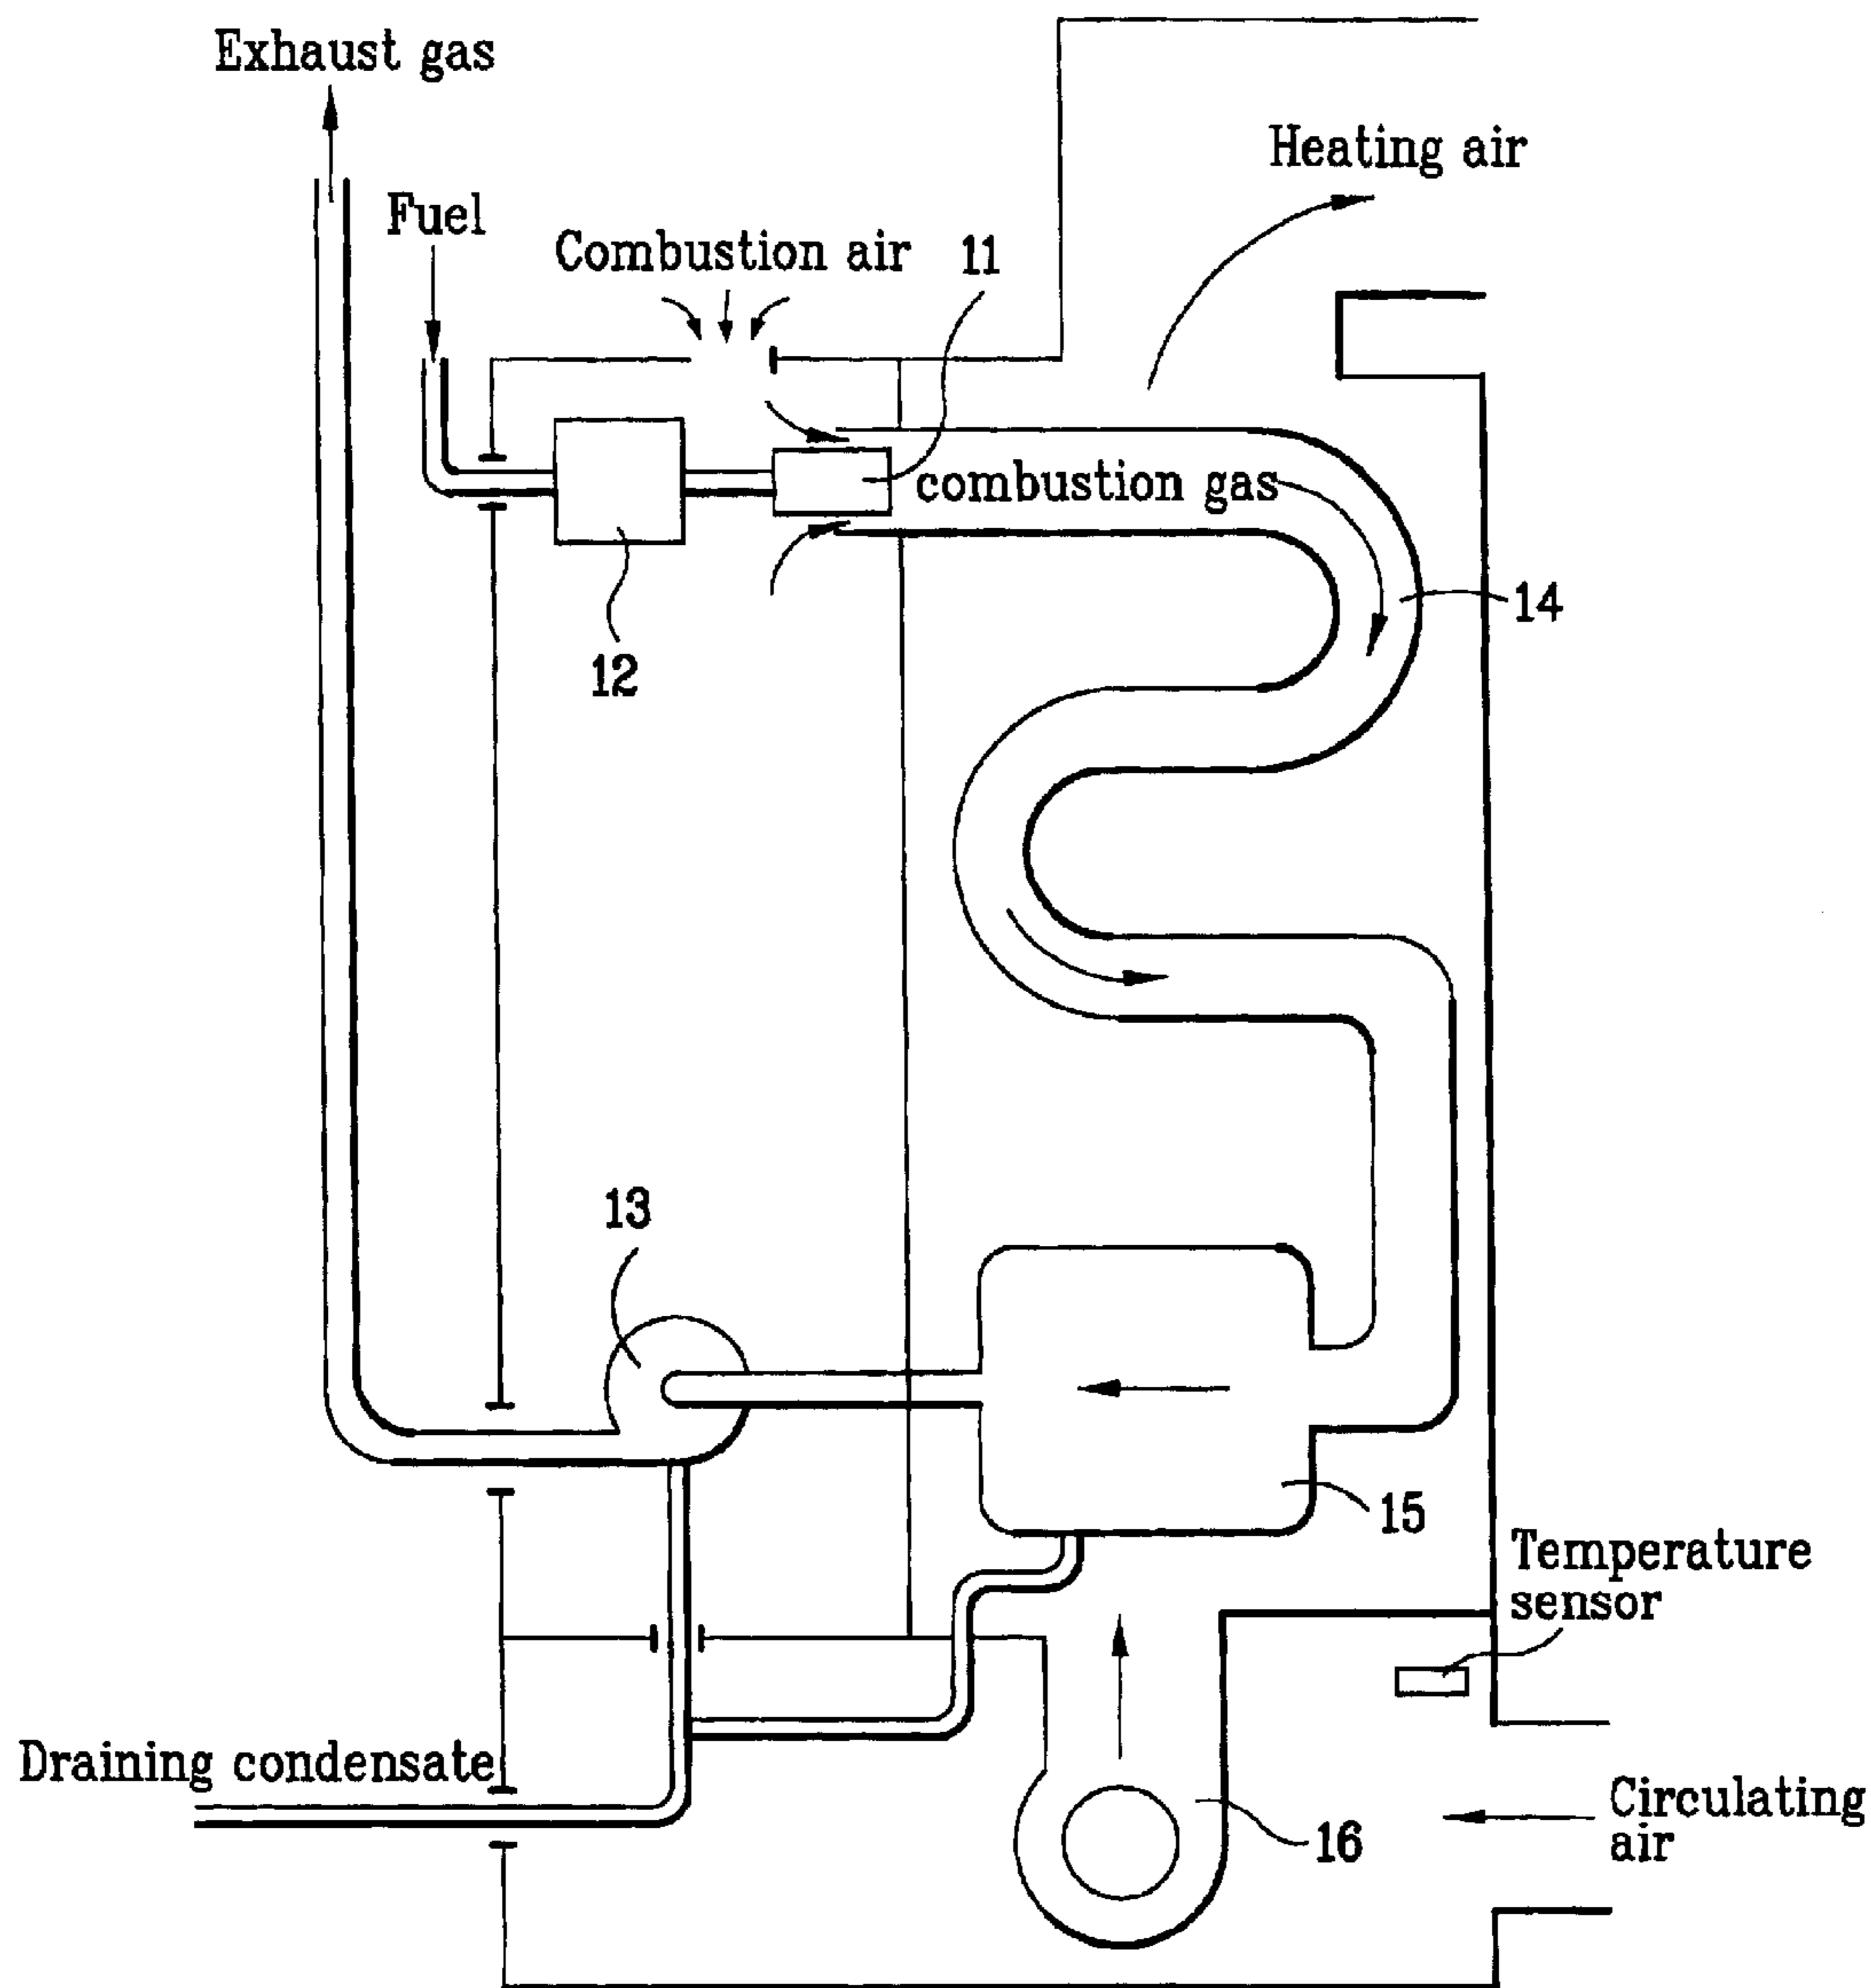 Exhaust gas
Heating air
Fuel
Combustion air
11
combustion gas
14
12
13
15
Temperature
sensor
Draining condensate
Circulating
air
16